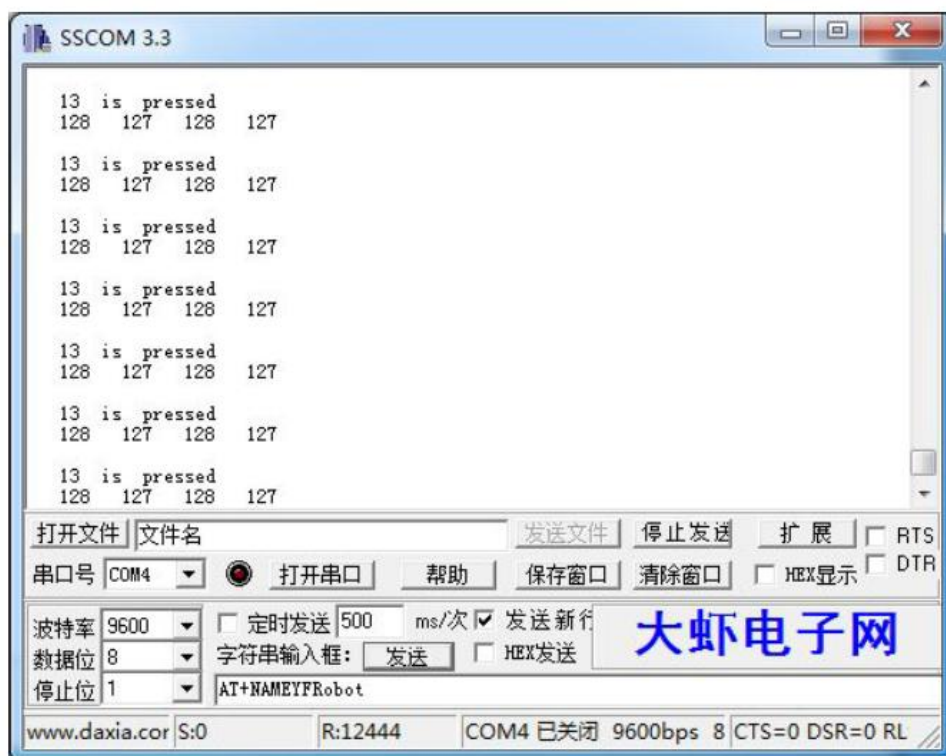 SSCOM 3.3
13 is pressed
128 127 128 127
13 is pressed
128 127 128 127
13 is pressed
128 127 128 127
13 is pressed
128 127 128 127
13 is pressed
128 127 128 127
13 is pressed
128 127 128 127
13 is pressed
128 127 128 127
打开文件 文件名 发送文件 停止发送 扩展 RTS
串口号 COM4 打开串口 帮助 保存窗口 清除窗口 HEX显示 DTR
波特率 9600 定时发送 500 ms/次 发送新行 大虾电子网
数据位 8 字符串输入框: 发送 HEX发送
停止位 1 AT+NAMEYFRobot
www.daxia.cor S:0 R:12444 COM4 已关闭 9600bps 8 CTS=0 DSR=0 RL